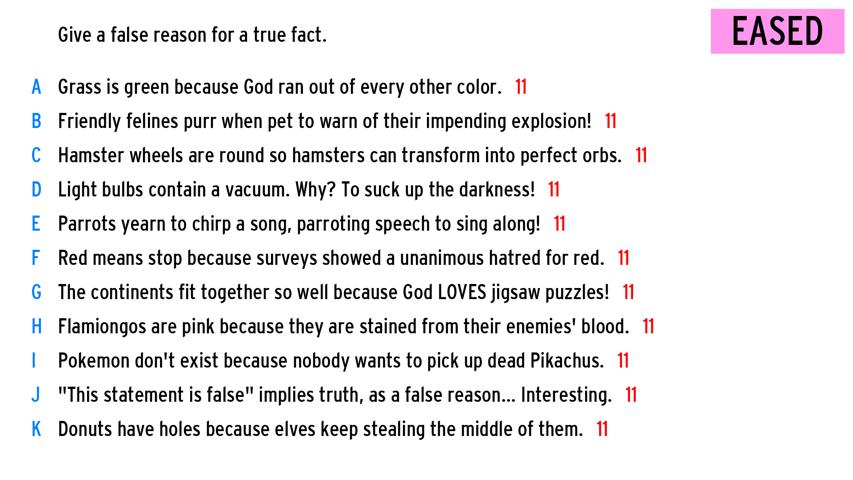 Give a false reason for a true fact.
EASED
A Grass is green because God ran out of every other color. 11
B Friendly felines purr when pet to warn of their impending explosion! 11
C Hamster wheels are round so hamsters can transform into perfect orbs. 11
D Light bulbs contain a vacuum. Why? To suck up the darkness! 11
E Parrots yearn to chirp a song, parroting speech to sing along! 11
F Red means stop because surveys showed a unanimous hatred for red. 11
G The continents fit together so well because God LOVES jigsaw puzzles! 11
H Flamiongos are pink because they are stained from their enemies' blood. 11
I Pokemon don't exist because nobody wants to pick up dead Pikachus. 11
J "This statement is false" implies truth, as a false reason... Interesting. 11
K Donuts have holes because elves keep stealing the middle of them. 11